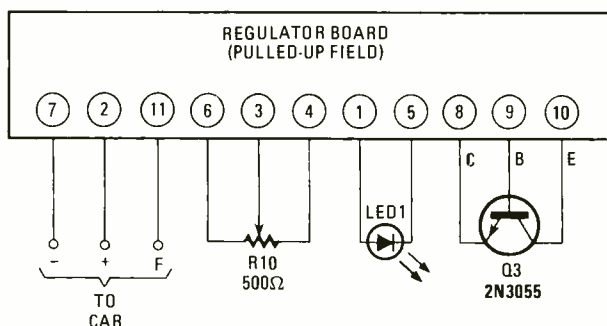 REGULATOR BOARD
(PULLED-UP FIELD)
7 2 11 6 3 4 1 5 8 9 10
C B E
LED1
- + F
R10
500Ω
Q3
2N3055
TO
CAR